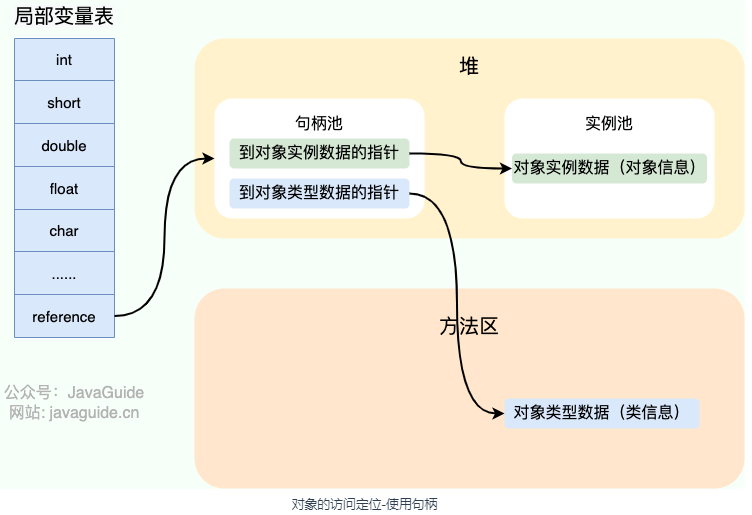 局部变量表
int
short
double
float
char
......
reference
堆
句柄池
到对象实例数据的指针
到对象类型数据的指针
实例池
对象实例数据（对象信息）
方法区
对象类型数据（类信息）
公众号：JavaGuide
网站: javaguide.cn
对象的访问定位-使用句柄